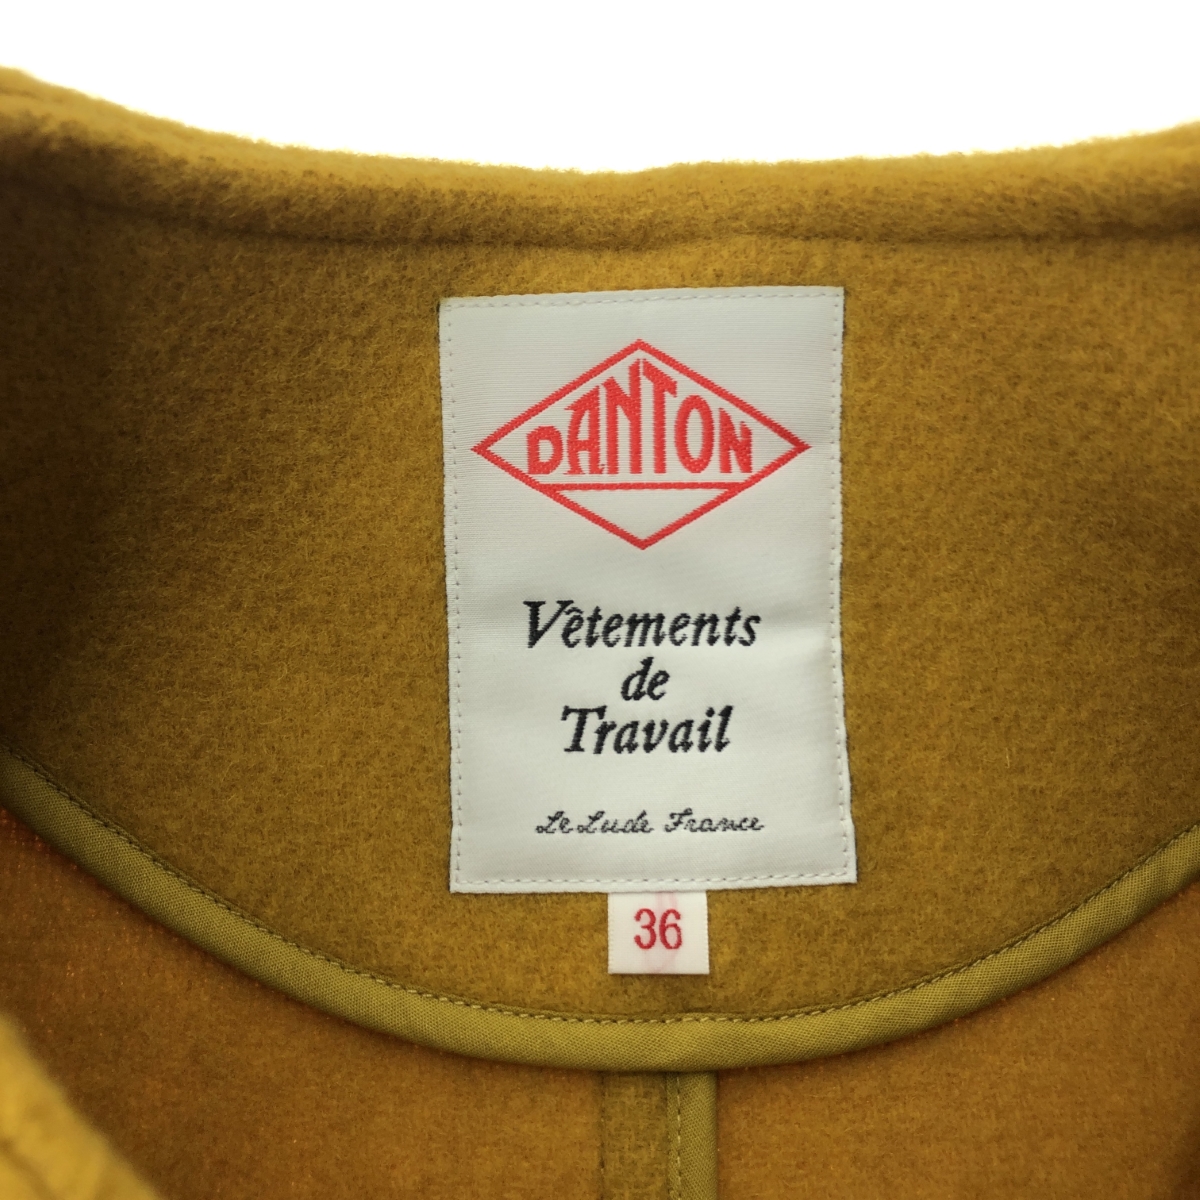 DANTON
Vêtements
de
Travail
Le Lude France
36